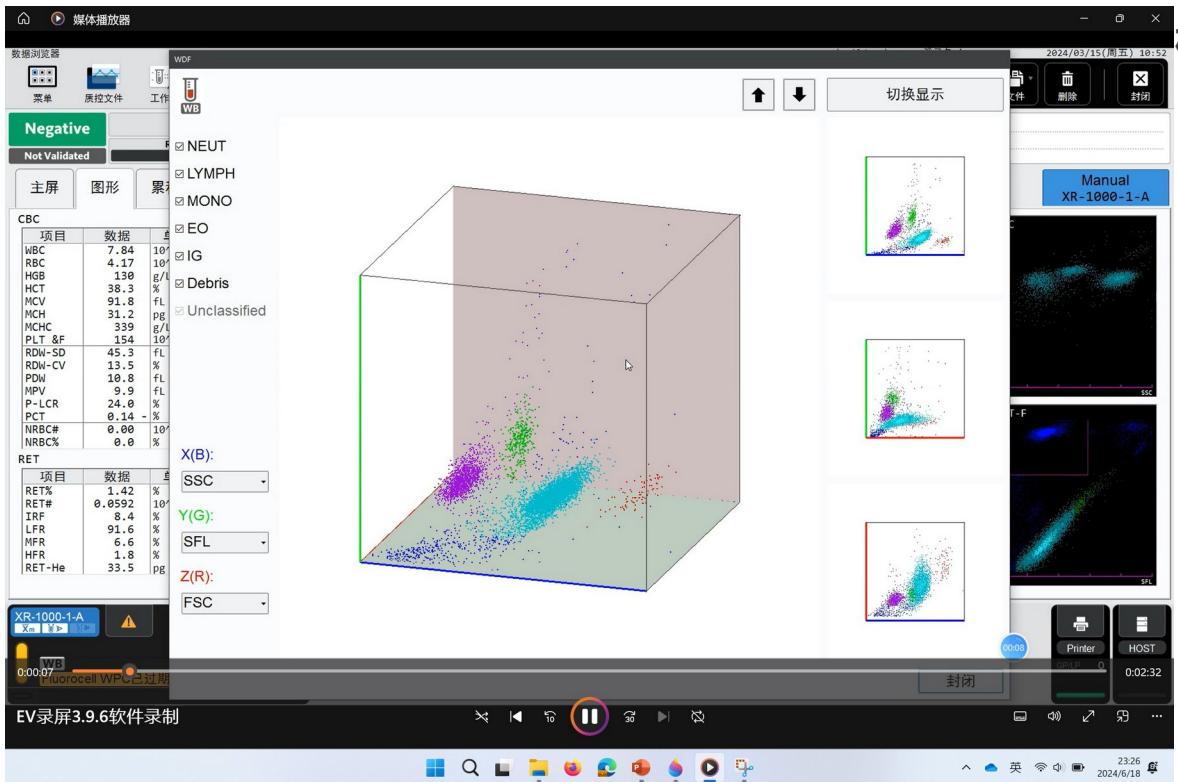 媒体播放器
数据浏览器
2024/03/15(周五) 10:52
菜单
质控文件
删除
封闭
WDF
WB
切换显示
Negative
Not Validated
NEUT
LYMPH
MONO
EO
IG
Debris
Unclassified
主屏
图形
Manual
XR-1000-1-A
CBC
项目 数据
WBC 7.84 10^
RBC 4.17 10^
HGB 130 g/L
HCT 38.3 %
MCV 91.8 fL
MCH 31.2 pg
MCHC 339 g/L
PLT &F 154 10^
RDW-SD 45.3 fL
RDW-CV 13.5 %
PDW 10.8 fL
MPV 9.9 fL
P-LCR 24.0 %
PCT 0.14 - %
NRBC# 0.00 10^
NRBC% 0.0 %
RET
项目 数据
RET% 1.42 %
RET# 0.0592 10^
IRF 8.4 %
LFR 91.6 %
MFR 6.6 %
HFR 1.8 %
RET-He 33.5 pg
X(B):
SSC
Y(G):
SFL
Z(R):
FSC
SSC
T-F
SFL
XR-1000-1-A
WB
Fluorocell WPC已过期
00:08
封闭
Printer
HOST
0
0:00:07
0:02:32
EV录屏3.9.6软件录制
10
30
英
23:26
2024/6/13